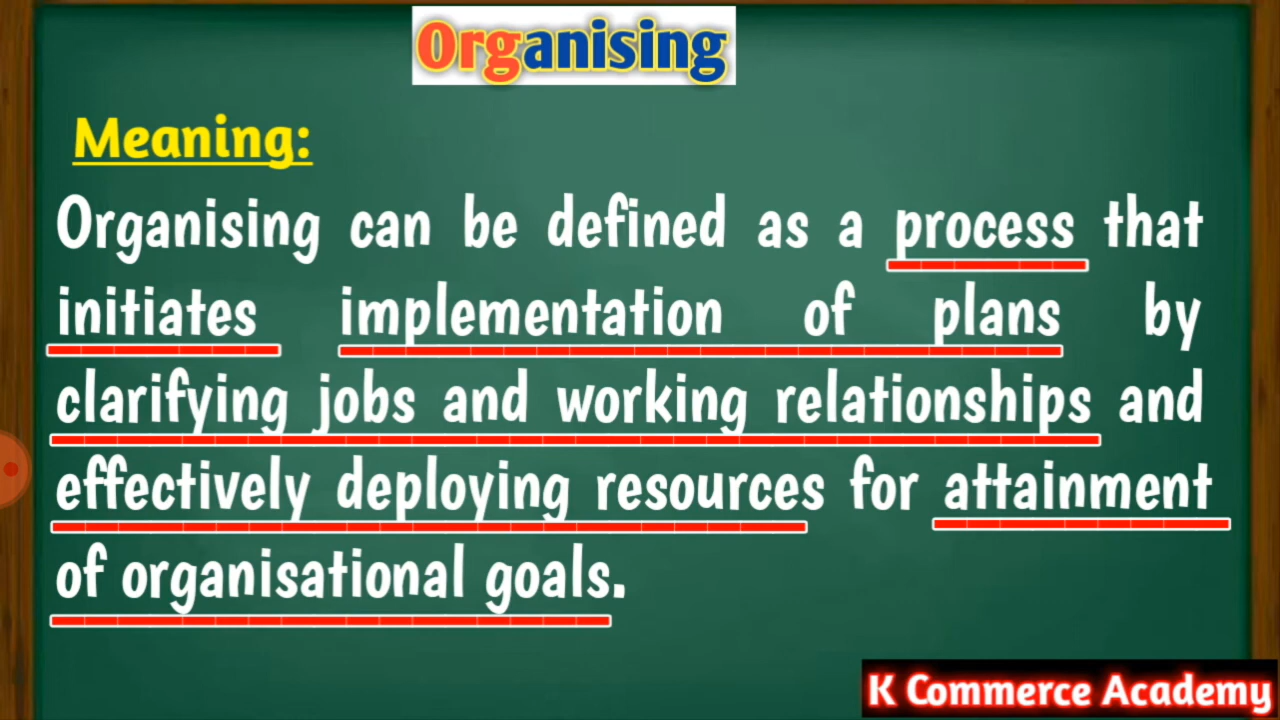 Organising
Meaning:
Organising can be defined as a process that
initiates implementation of plans by
clarifying jobs and working relationships and
effectively deploying resources for attainment
of organisational goals.
K Commerce Academy